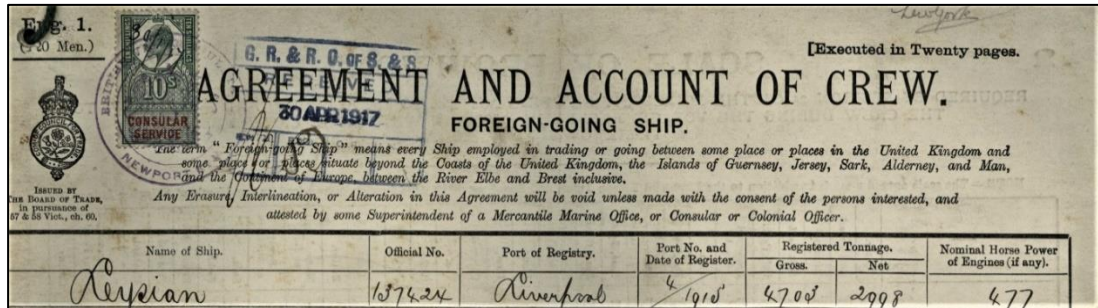 New York
Eng. 1.
(20 Men.)
[Executed in Twenty pages.
G. R. & R. O. OF S. & S.
30 APR 1917
10s
CONSULAR
SERVICE
NEWPOR
AGREEMENT AND ACCOUNT OF CREW.
FOREIGN-GOING SHIP.
The term "Foreign-going Ship" means every Ship employed in trading or going between some place or places in the United Kingdom and
some place or places situate beyond the Coasts of the United Kingdom, the Islands of Guernsey, Jersey, Sark, Alderney, and Man,
and the Continent of Europe, between the River Elbe and Brest inclusive.
Any Erasure, Interlineation, or Alteration in this Agreement will be void unless made with the consent of the persons interested, and
attested by some Superintendent of a Mercantile Marine Office, or Consular or Colonial Officer.
ISSUED BY
THE BOARD OF TRADE,
in pursuance of
57 & 58 Vict., ch. 60.
Name of Ship. Official No. Port of Registry. Port No. and Date of Register. Registered Tonnage. Gross. Net Nominal Horse Power of Engines (if any).
Leysian 137424 Liverpool 4/1915 4703 2998 477